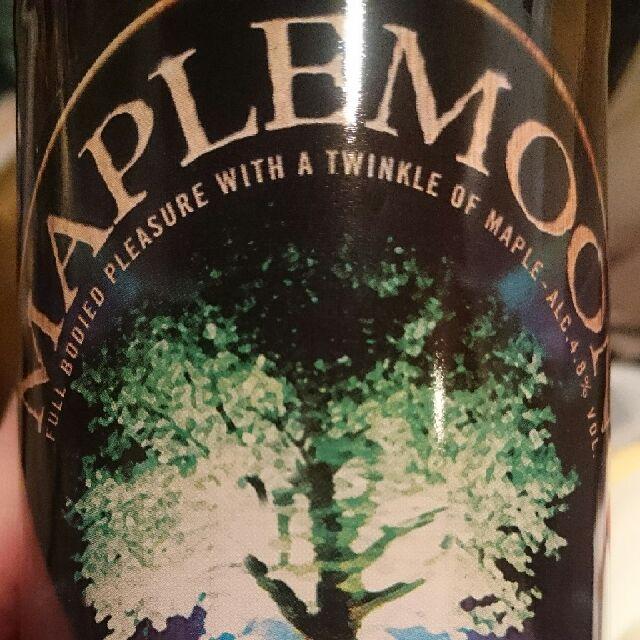 MAPLEMOO
FULL BODIED PLEASURE WITH A TWINKLE OF MAPLE - ALC. 4.8% VOL.